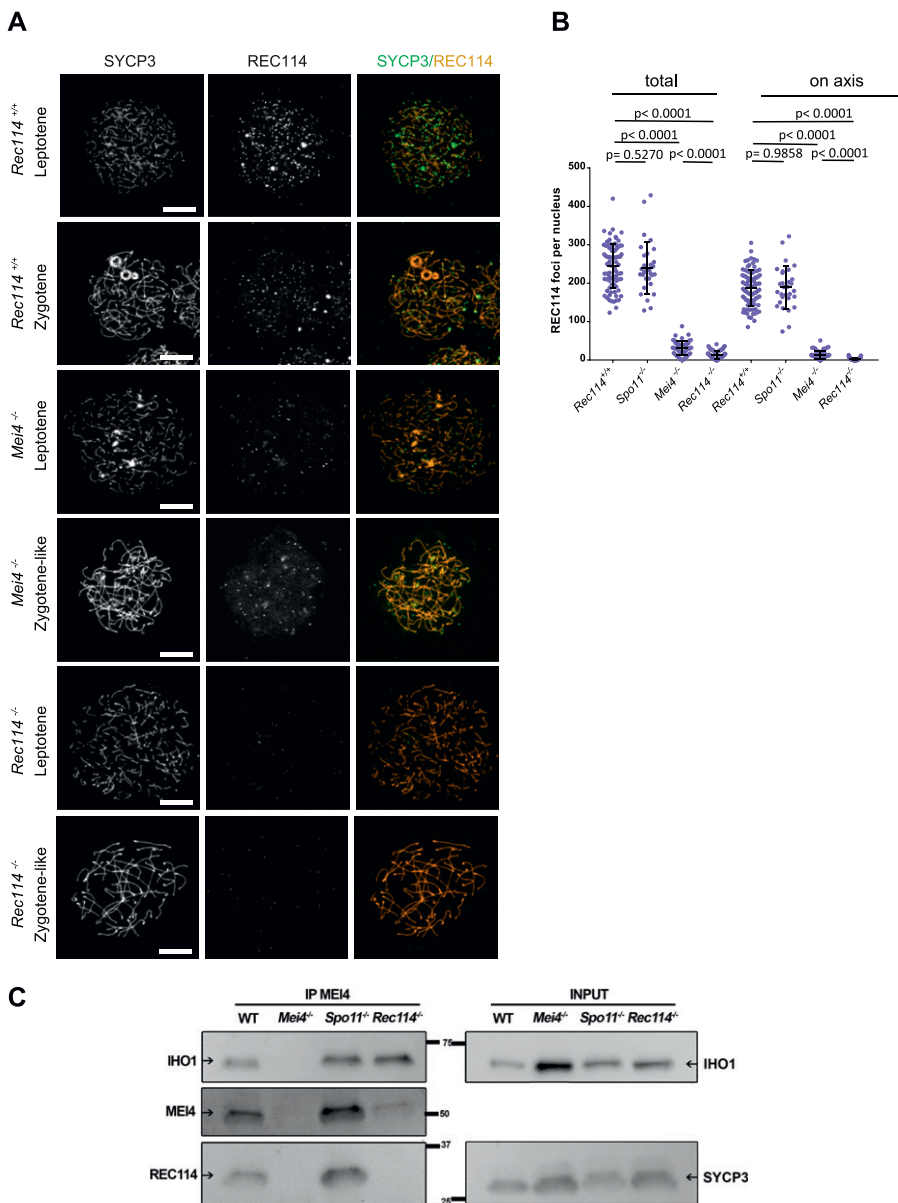 A
SYCP3 REC114 SYCP3/REC114
Rec114 +/+
Leptotene
Rec114 +/+
Zygotene
Mei4 -/-
Leptotene
Mei4 -/-
Zygotene-like
Rec114 -/-
Leptotene
Rec114 -/-
Zygotene-like
B
total on axis
p< 0.0001 p< 0.0001
p< 0.0001 p< 0.0001
p= 0.5270 p<0.0001 p= 0.9858 p<0.0001
REC114 foci per nucleus
500
400
300
200
100
0
Rec114+/+ Spo11-/- Mei4-/- Rec114-/- Rec114+/+ Spo11-/- Mei4-/- Rec114-/-
C
IP MEI4 INPUT
WT Mei4-/- Spo11-/- Rec114-/- WT Mei4-/- Spo11-/- Rec114-/-
75
IHO1→ ←IHO1
MEI4→ 50
37
REC114→ ←SYCP3
25